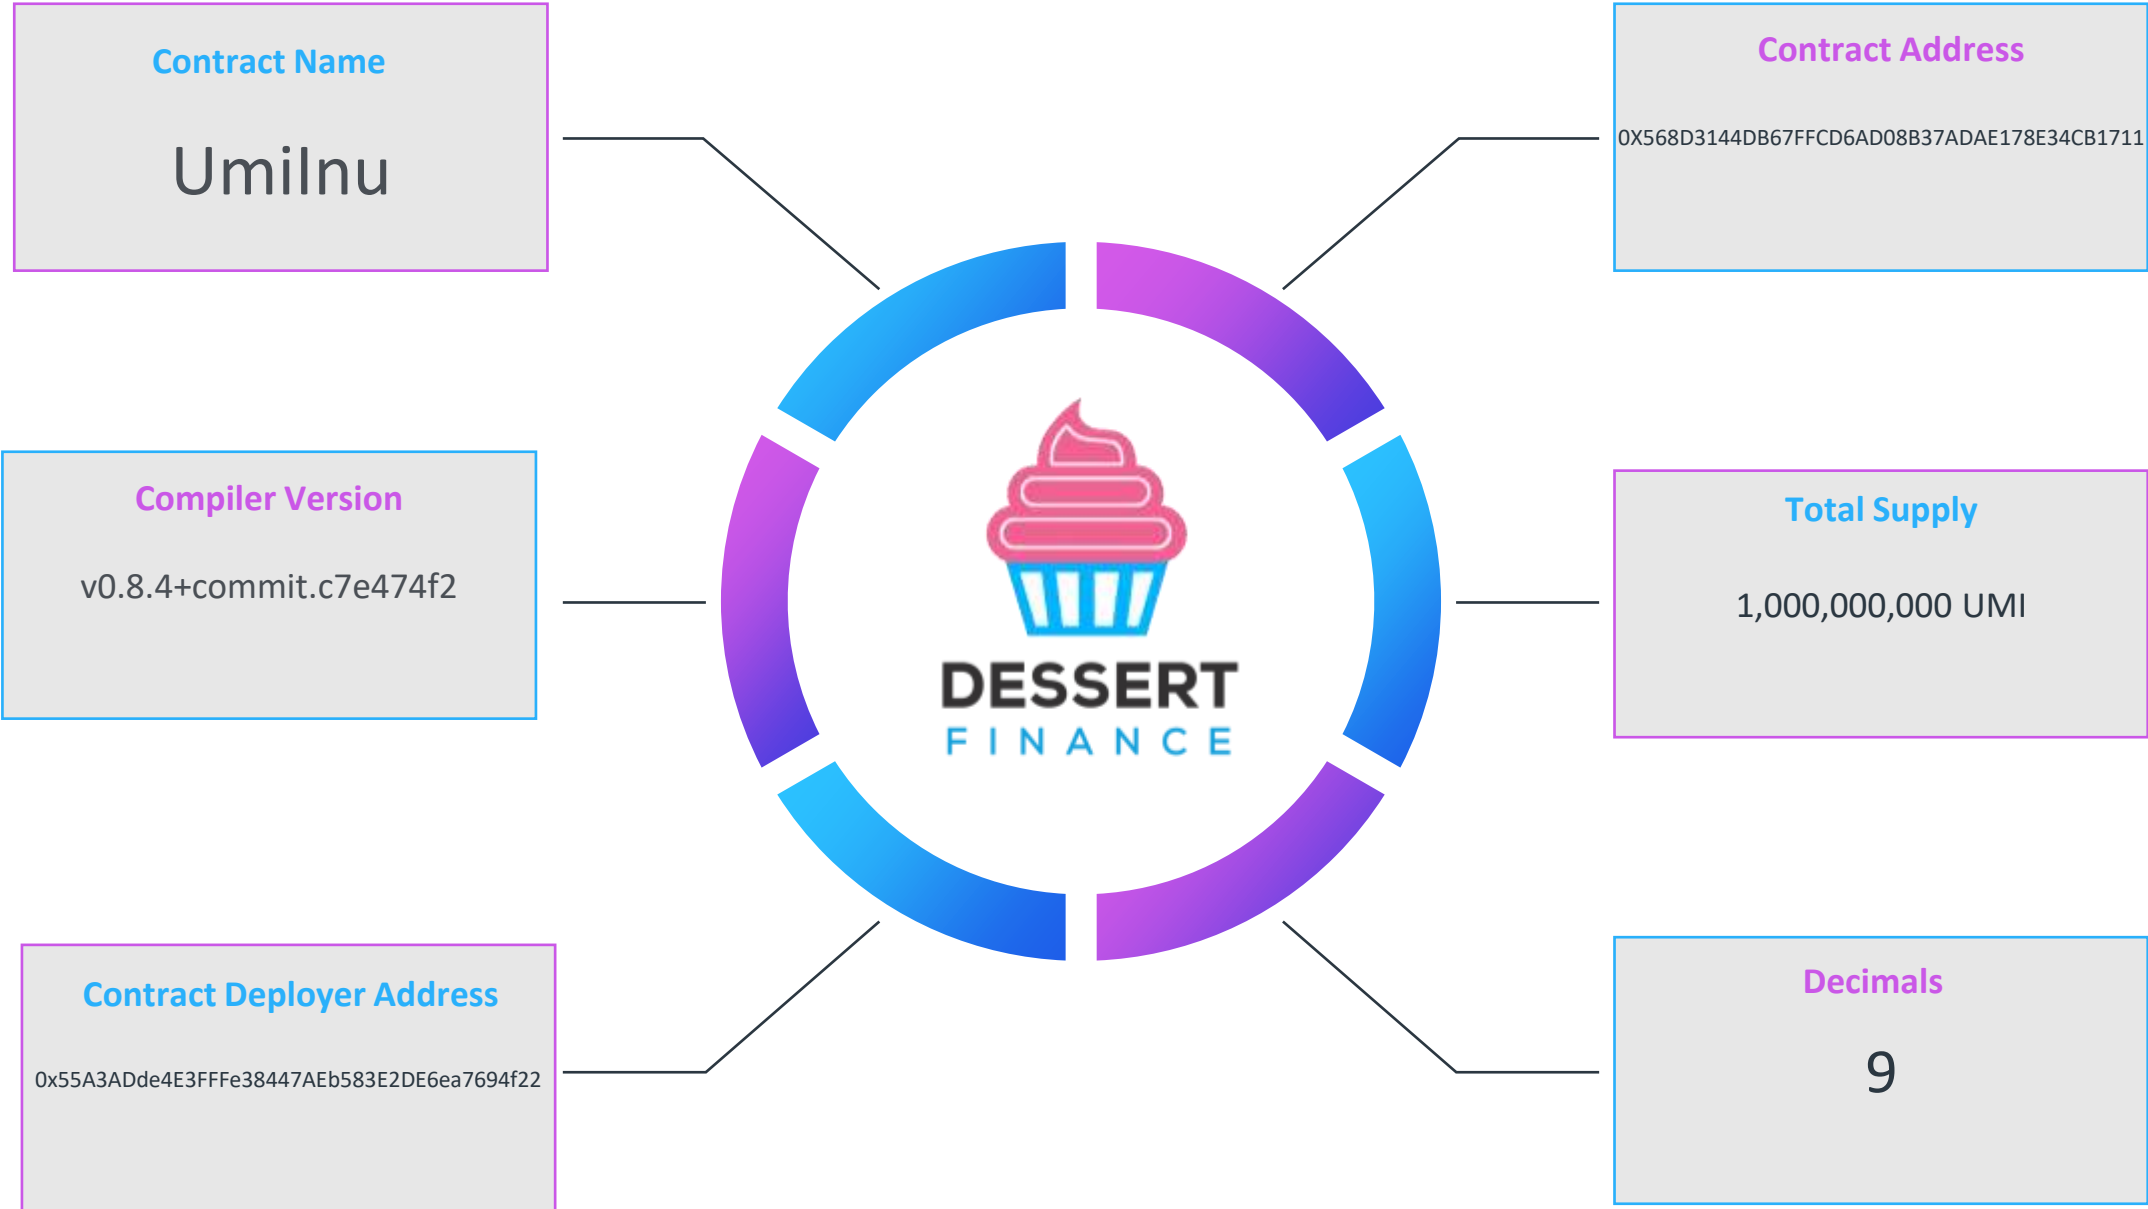 Contract Name
UmiInu
Contract Address
0X568D3144DB67FFCD6AD08B37ADAE178E34CB1711
Compiler Version
v0.8.4+commit.c7e474f2
DESSERT
FINANCE
Total Supply
1,000,000,000 UMI
Contract Deployer Address
0x55A3ADde4E3FFFe38447AEb583E2DE6ea7694f22
Decimals
9